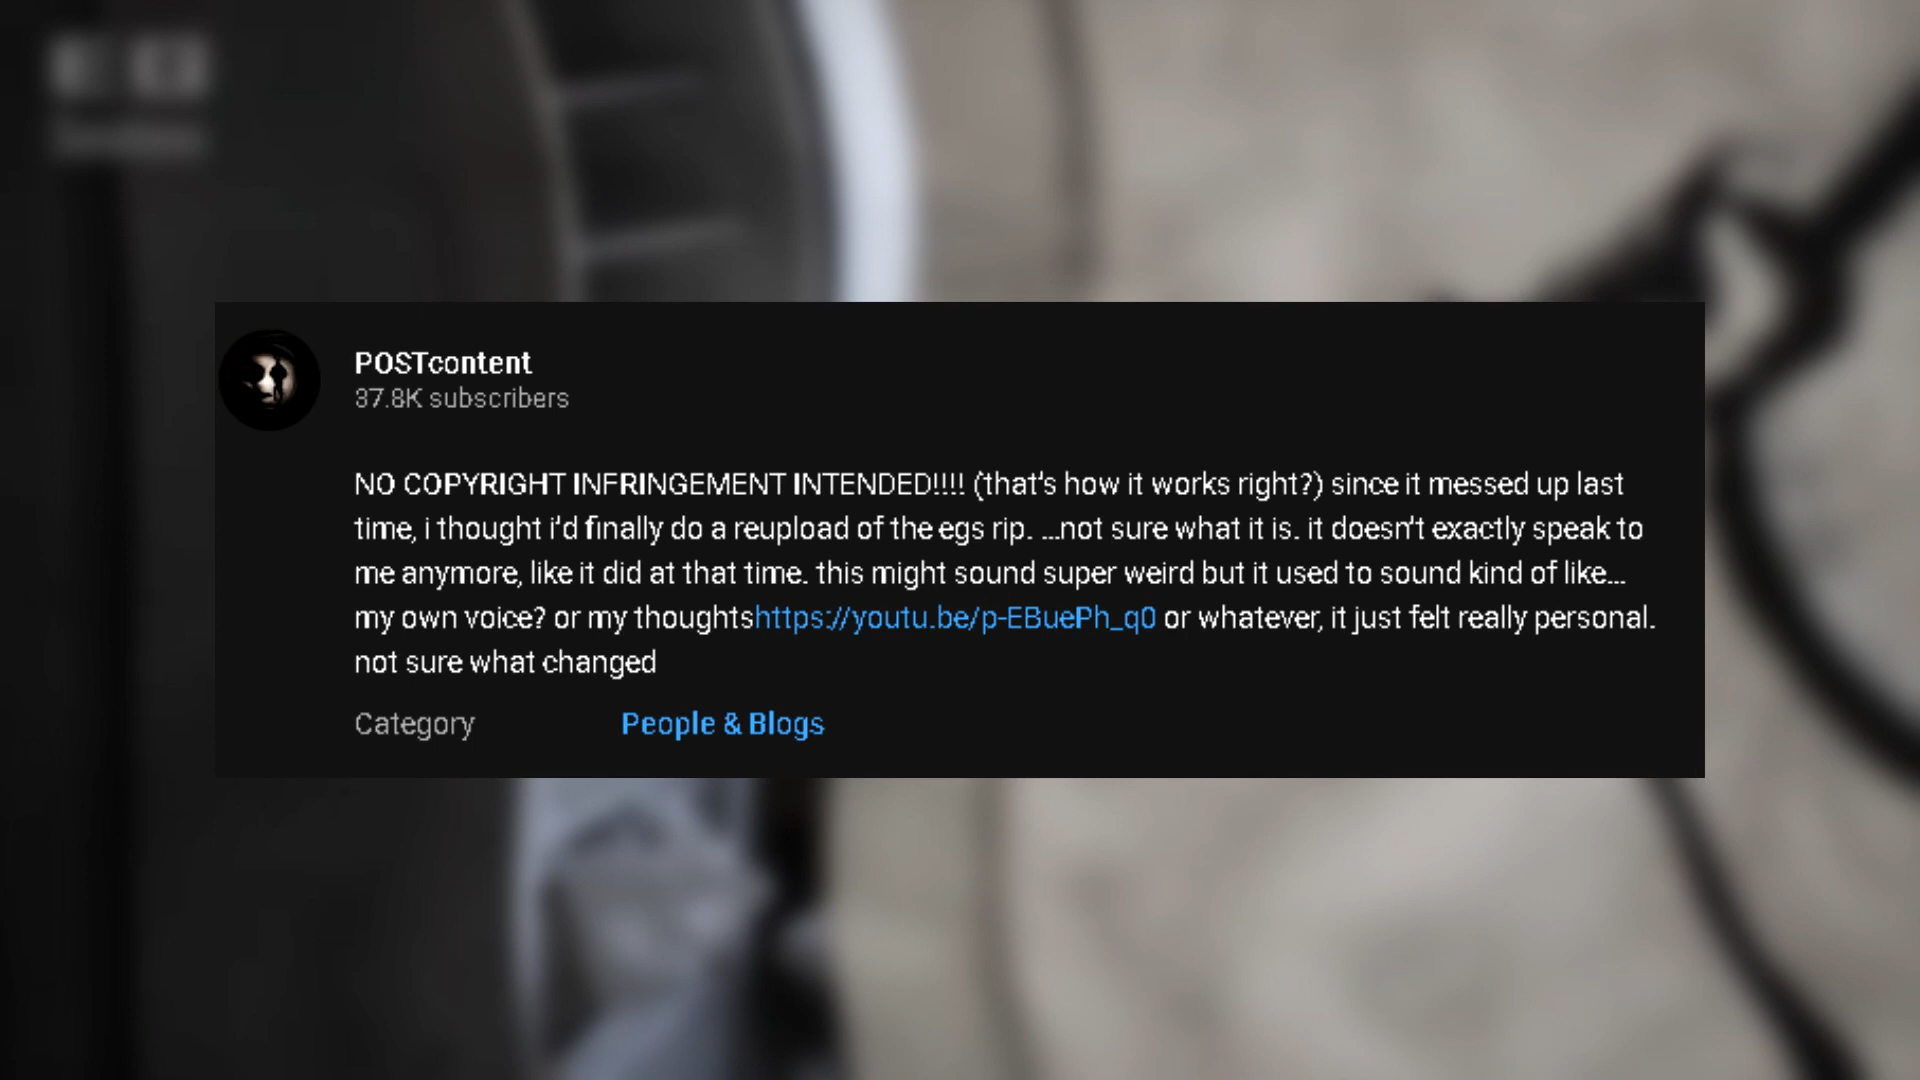 POSTcontent
37.8K subscribers
NO COPYRIGHT INFRINGEMENT INTENDED!!!! (that's how it works right?) since it messed up last
time, i thought i'd finally do a reupload of the egs rip. ...not sure what it is. it doesn't exactly speak to
me anymore, like it did at that time. this might sound super weird but it used to sound kind of like...
my own voice? or my thoughtshttps://youtu.be/p-EBuePh_q0 or whatever, it just felt really personal.
not sure what changed
Category People & Blogs